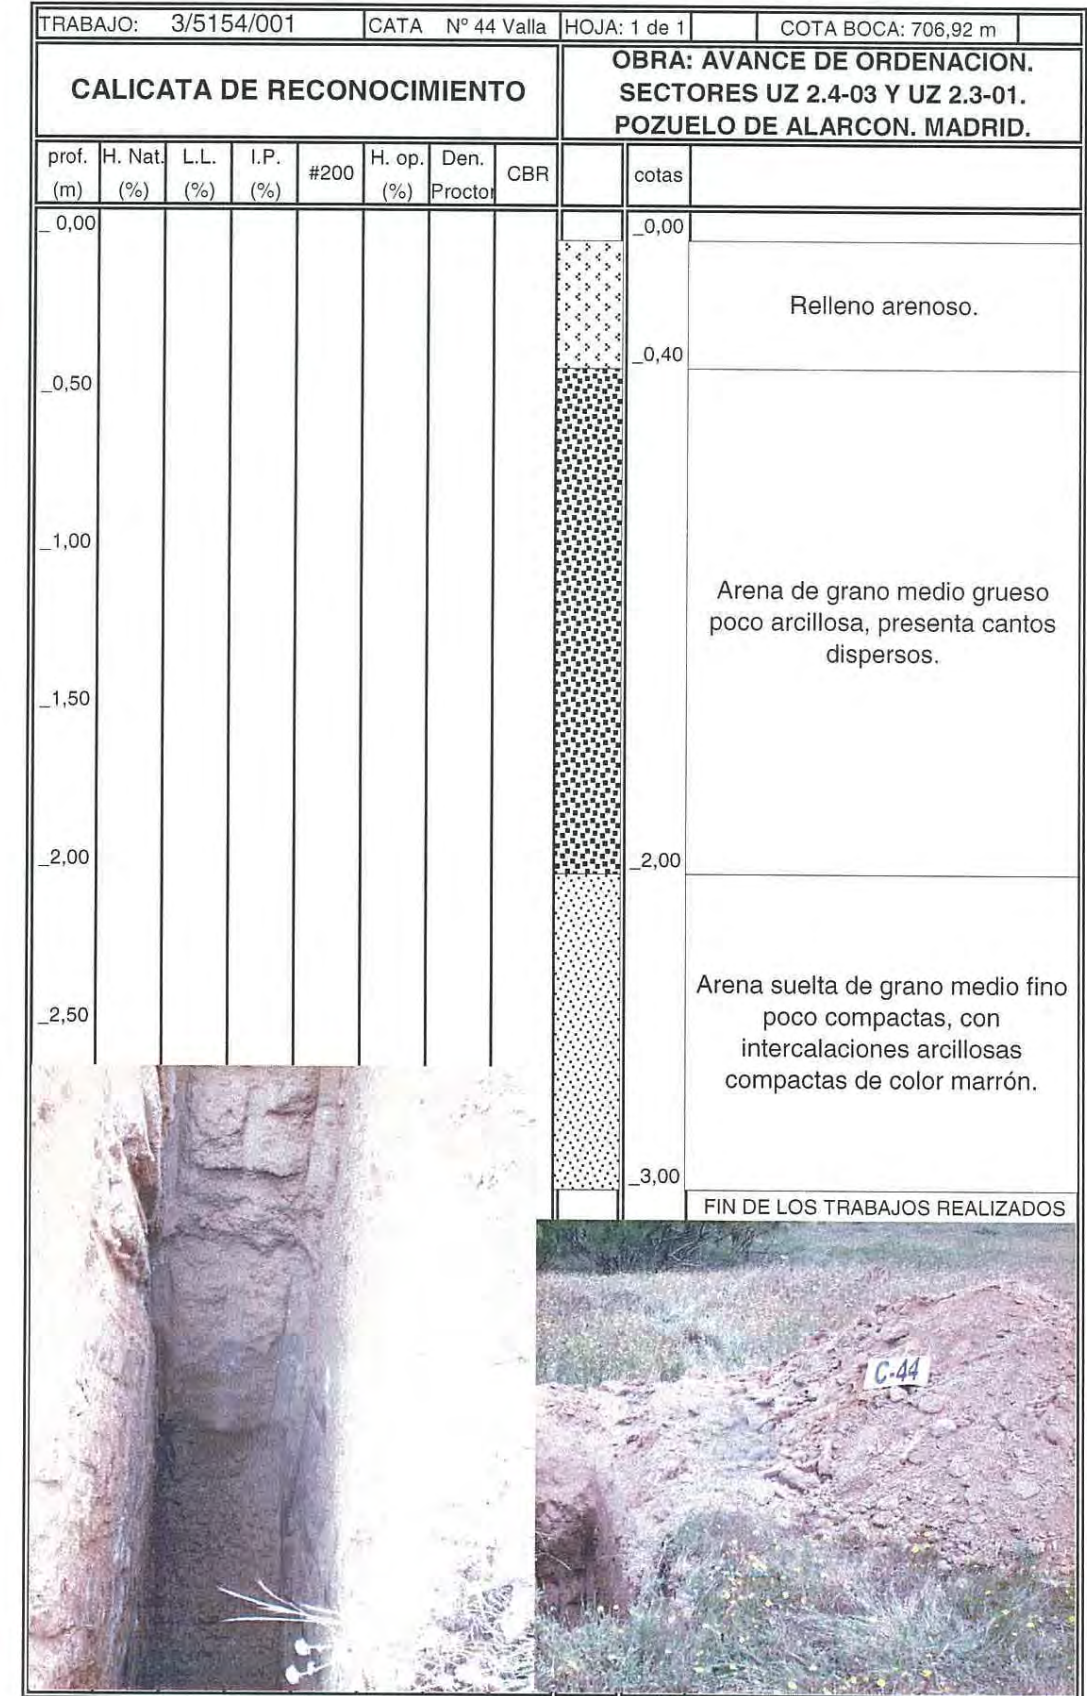 TRABAJO: 3/5154/001 CATA Nº 44 Valla HOJA: 1 de 1 COTA BOCA: 706,92 m
CALICATA DE RECONOCIMIENTO
OBRA: AVANCE DE ORDENACION.
SECTORES UZ 2.4-03 Y UZ 2.3-01.
POZUELO DE ALARCON. MADRID.
prof. H. Nat. L.L. I.P. #200 H. op. Den. CBR cotas
(m) (%) (%) (%) (%) Proctor
_ 0,00
_0,50
_1,00
_1,50
_2,00
_2,50
_0,00
_0,40
_2,00
_3,00
Relleno arenoso.
Arena de grano medio grueso
poco arcillosa, presenta cantos
dispersos.
Arena suelta de grano medio fino
poco compactas, con
intercalaciones arcillosas
compactas de color marrón.
FIN DE LOS TRABAJOS REALIZADOS
C-44